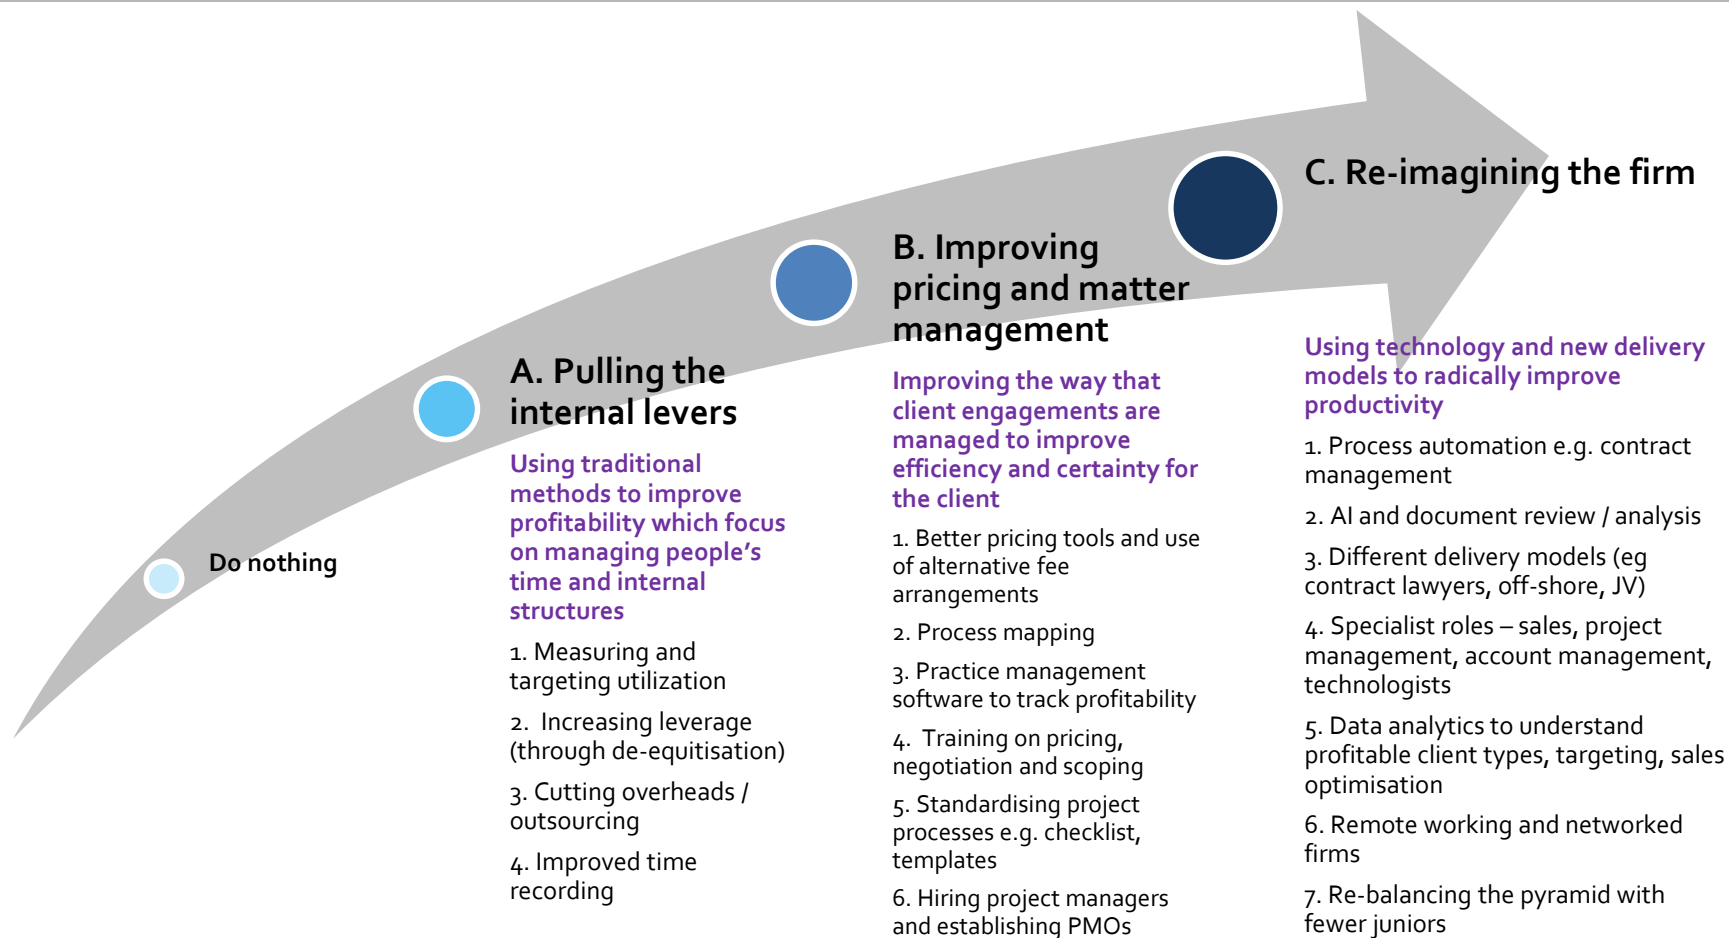 Do nothing
A. Pulling the
internal levers
Using traditional
methods to improve
profitability which focus
on managing people’s
time and internal
structures
1. Measuring and
targeting utilization
2.  Increasing leverage
(through de-equitisation)
3. Cutting overheads /
outsourcing
4. Improved time
recording
B. Improving
pricing and matter
management
Improving the way that
client engagements are
managed to improve
efficiency and certainty for
the client
1. Better pricing tools and use
of alternative fee
arrangements
2. Process mapping
3. Practice management
software to track profitability
4.  Training on pricing,
negotiation and scoping
5. Standardising project
processes e.g. checklist,
templates
6. Hiring project managers
and establishing PMOs
C. Re-imagining the firm
Using technology and new delivery
models to radically improve
productivity
1. Process automation e.g. contract
management
2. AI and document review / analysis
3. Different delivery models (eg
contract lawyers, off-shore, JV)
4. Specialist roles – sales, project
management, account management,
technologists
5. Data analytics to understand
profitable client types, targeting, sales
optimisation
6. Remote working and networked
firms
7. Re-balancing the pyramid with
fewer juniors